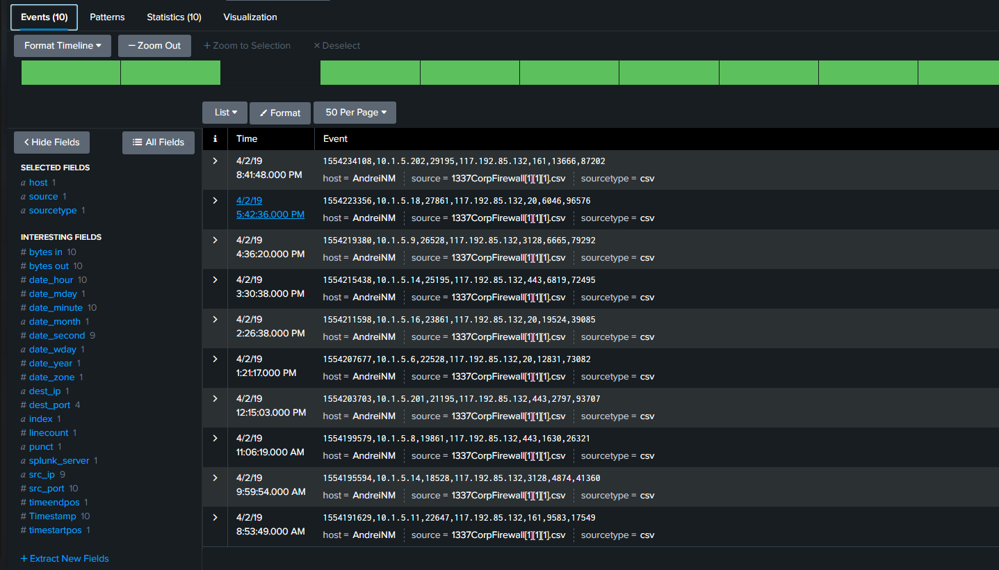 Events (10) Patterns Statistics (10) Visualization
Format Timeline ▾ — Zoom Out + Zoom to Selection × Deselect
List ▾ Format 50 Per Page ▾
< Hide Fields All Fields
SELECTED FIELDS
a host 1
a source 1
a sourcetype 1
INTERESTING FIELDS
# bytes in 10
# bytes out 10
# date_hour 10
# date_mday 1
# date_minute 10
a date_month 1
# date_second 9
a date_wday 1
# date_year 1
# date_zone 1
a dest_ip 1
# dest_port 4
a index 1
# linecount 1
a punct 1
a splunk_server 1
a src_ip 9
# src_port 10
# timeendpos 1
# Timestamp 10
# timestartpos 1
+ Extract New Fields
i Time Event
> 4/2/19 1554234108,10.1.5.202,29195,117.192.85.132,161,13666,87202
8:41:48.000 PM host = AndreiNM source = 1337CorpFirewall[1][1][1].csv sourcetype = csv
> 4/2/19 1554223356,10.1.5.18,27861,117.192.85.132,20,6046,96576
5:42:36.000 PM host = AndreiNM source = 1337CorpFirewall[1][1][1].csv sourcetype = csv
> 4/2/19 1554219380,10.1.5.9,26528,117.192.85.132,3128,6665,79292
4:36:20.000 PM host = AndreiNM source = 1337CorpFirewall[1][1][1].csv sourcetype = csv
> 4/2/19 1554215438,10.1.5.14,25195,117.192.85.132,443,6819,72495
3:30:38.000 PM host = AndreiNM source = 1337CorpFirewall[1][1][1].csv sourcetype = csv
> 4/2/19 1554211598,10.1.5.16,23861,117.192.85.132,20,19524,39085
2:26:38.000 PM host = AndreiNM source = 1337CorpFirewall[1][1][1].csv sourcetype = csv
> 4/2/19 1554207677,10.1.5.6,22528,117.192.85.132,20,12831,73082
1:21:17.000 PM host = AndreiNM source = 1337CorpFirewall[1][1][1].csv sourcetype = csv
> 4/2/19 1554203703,10.1.5.201,21195,117.192.85.132,443,2797,93707
12:15:03.000 PM host = AndreiNM source = 1337CorpFirewall[1][1][1].csv sourcetype = csv
> 4/2/19 1554199579,10.1.5.8,19861,117.192.85.132,443,1630,26321
11:06:19.000 AM host = AndreiNM source = 1337CorpFirewall[1][1][1].csv sourcetype = csv
> 4/2/19 1554195594,10.1.5.14,18528,117.192.85.132,3128,4874,41360
9:59:54.000 AM host = AndreiNM source = 1337CorpFirewall[1][1][1].csv sourcetype = csv
> 4/2/19 1554191629,10.1.5.11,22647,117.192.85.132,161,9583,17549
8:53:49.000 AM host = AndreiNM source = 1337CorpFirewall[1][1][1].csv sourcetype = csv